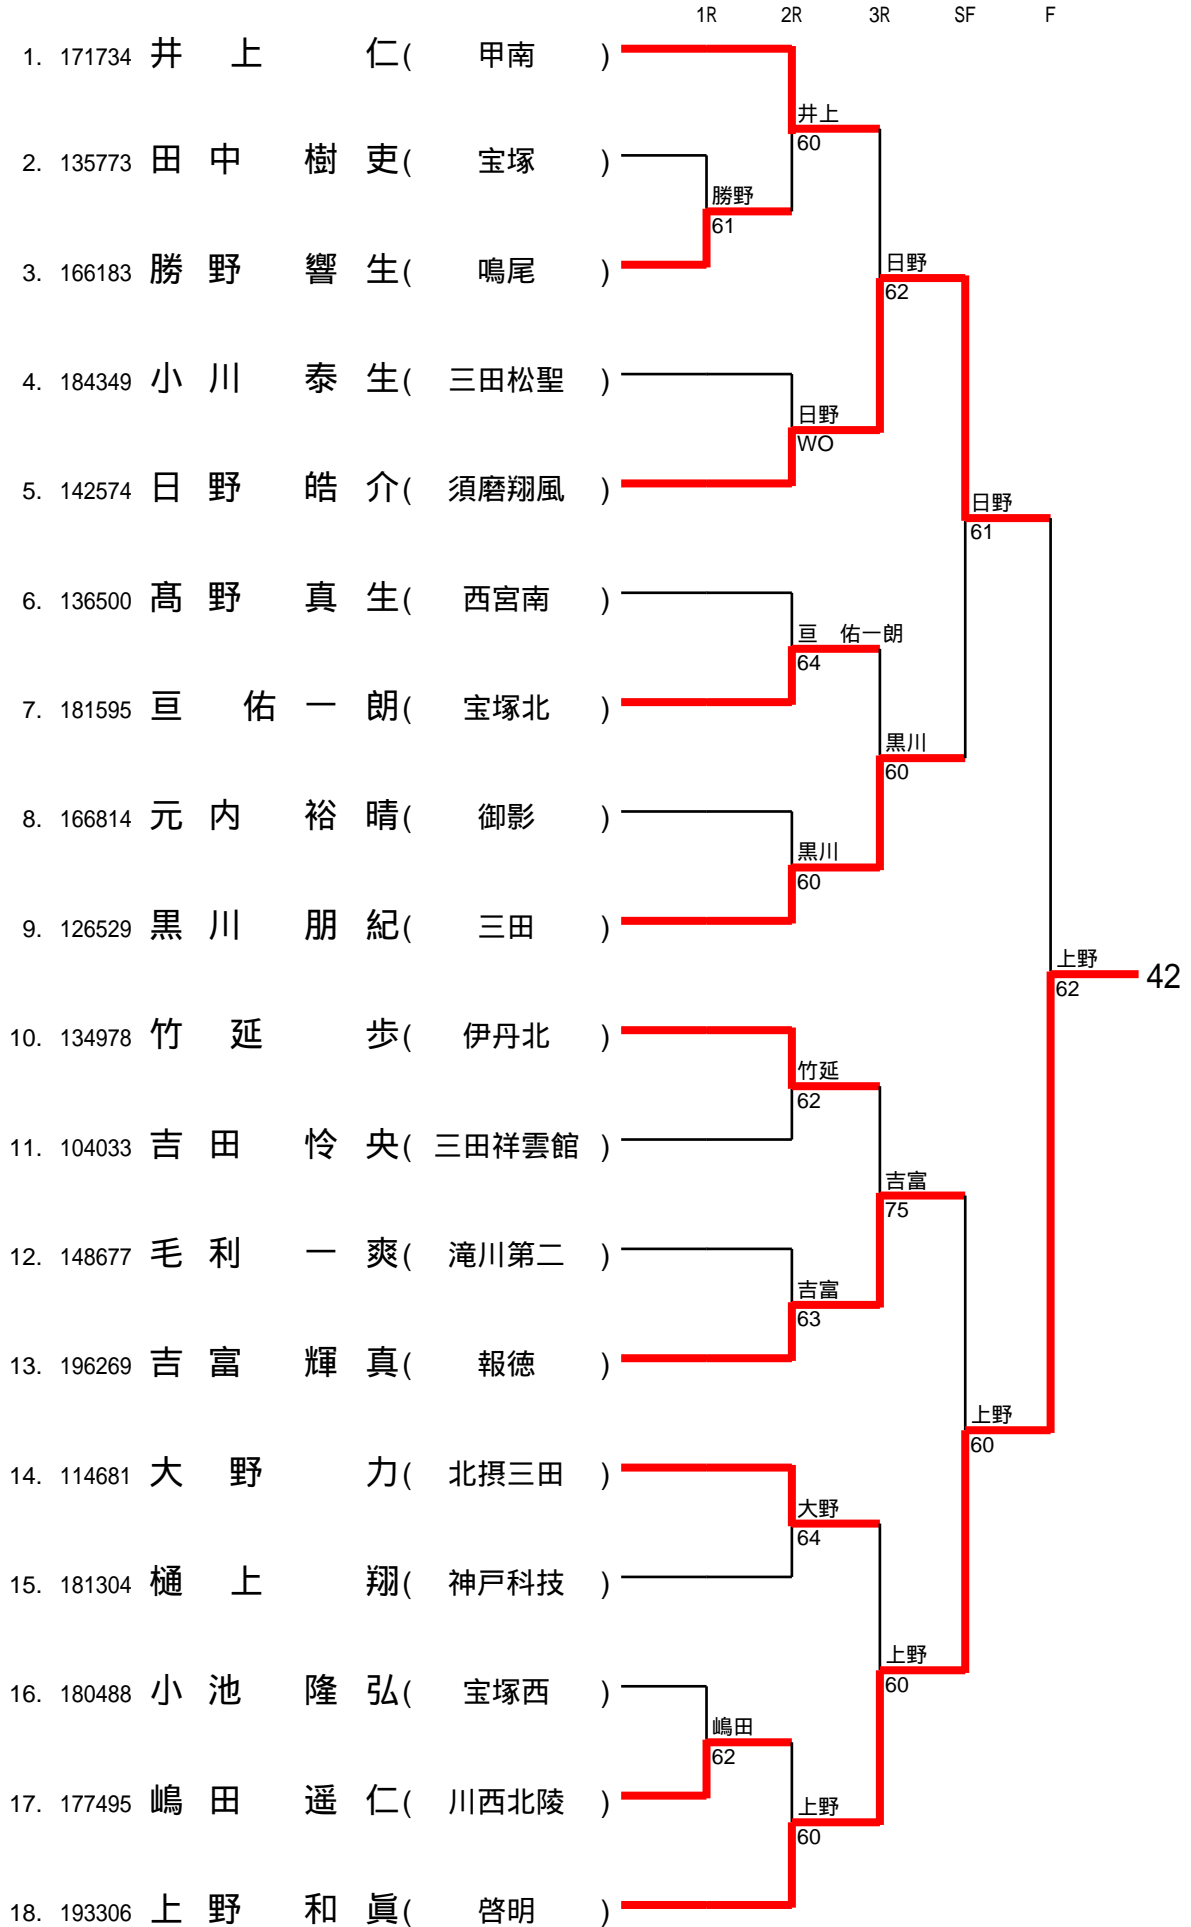 1R 2R 3R SF F
1. 171734 井 上 仁( 甲南 )
井上
60
2. 135773 田 中 樹 吏( 宝塚 )
勝野
61
3. 166183 勝 野 響 生( 鳴尾 )
日野
62
4. 184349 小 川 泰 生( 三田松聖 )
日野
WO
5. 142574 日 野 皓 介( 須磨翔風 )
日野
61
6. 136500 髙 野 真 生( 西宮南 )
亘 佑一朗
64
7. 181595 亘 佑 一 朗( 宝塚北 )
黒川
60
8. 166814 元 内 裕 晴( 御影 )
黒川
60
9. 126529 黒 川 朋 紀( 三田 )
上野
62
42
10. 134978 竹 延 歩( 伊丹北 )
竹延
62
11. 104033 吉 田 怜 央( 三田祥雲館 )
吉富
75
12. 148677 毛 利 一 爽( 滝川第二 )
吉富
63
13. 196269 吉 富 輝 真( 報徳 )
上野
60
14. 114681 大 野 力( 北摂三田 )
大野
64
15. 181304 樋 上 翔( 神戸科技 )
上野
60
16. 180488 小 池 隆 弘( 宝塚西 )
嶋田
62
17. 177495 嶋 田 遥 仁( 川西北陵 )
上野
60
18. 193306 上 野 和 眞( 啓明 )